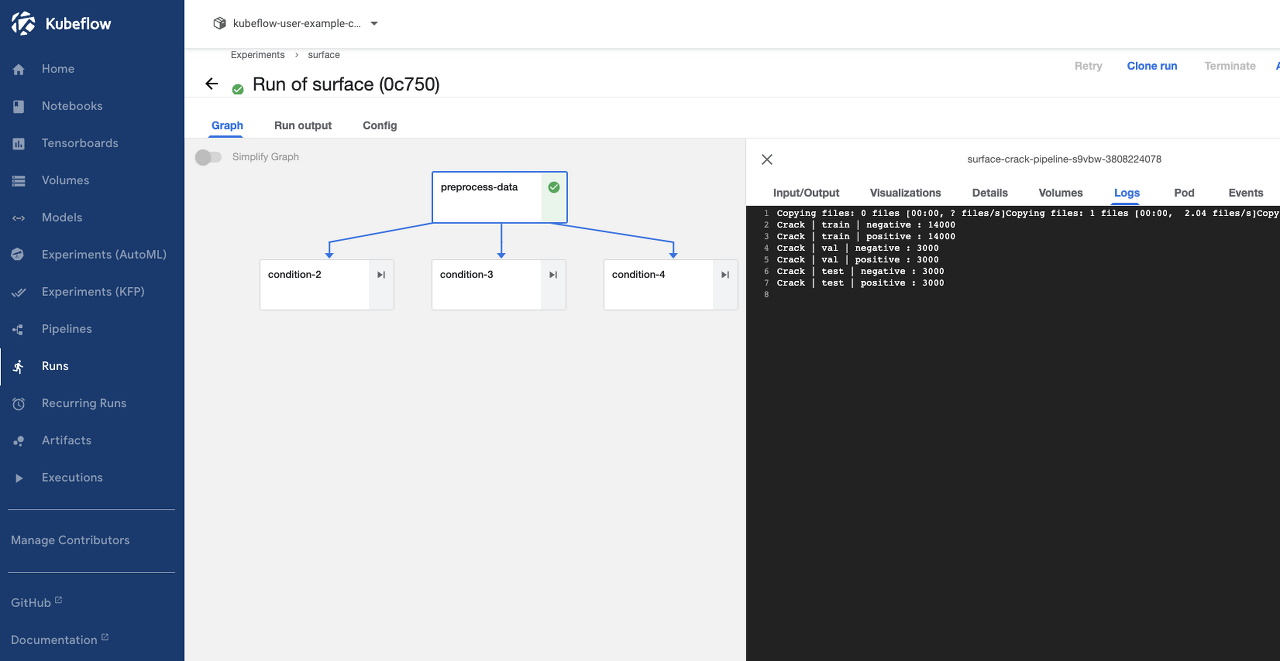 Kubeflow
Home
Notebooks
Tensorboards
Volumes
Models
Experiments (AutoML)
Experiments (KFP)
Pipelines
Runs
Recurring Runs
Artifacts
Executions
Manage Contributors
GitHub
Documentation
kubeflow-user-example-c...
Experiments > surface
Run of surface (0c750)
Retry Clone run Terminate A
Graph Run output Config
Simplify Graph
preprocess-data
condition-2 condition-3 condition-4
surface-crack-pipeline-s9vbw-3808224078
Input/Output Visualizations Details Volumes Logs Pod Events
1 Copying files: 0 files [00:00, ? files/s]Copying files: 1 files [00:00,  2.04 files/s]Copy
2 Crack | train | negative : 14000
3 Crack | train | positive : 14000
4 Crack | val | negative : 3000
5 Crack | val | positive : 3000
6 Crack | test | negative : 3000
7 Crack | test | positive : 3000
8